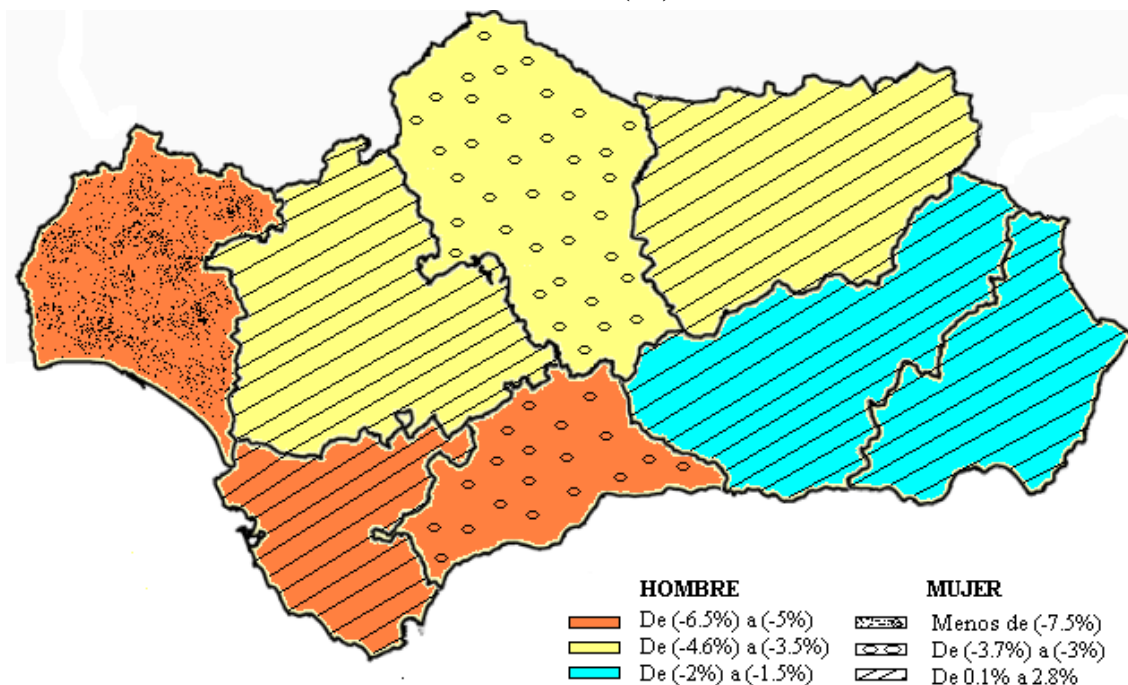 HOMBRE
De (-6.5%) a (-5%)
De (-4.6%) a (-3.5%)
De (-2%) a (-1.5%)
MUJER
Menos de (-7.5%)
De (-3.7%) a (-3%)
De 0.1% a 2.8%